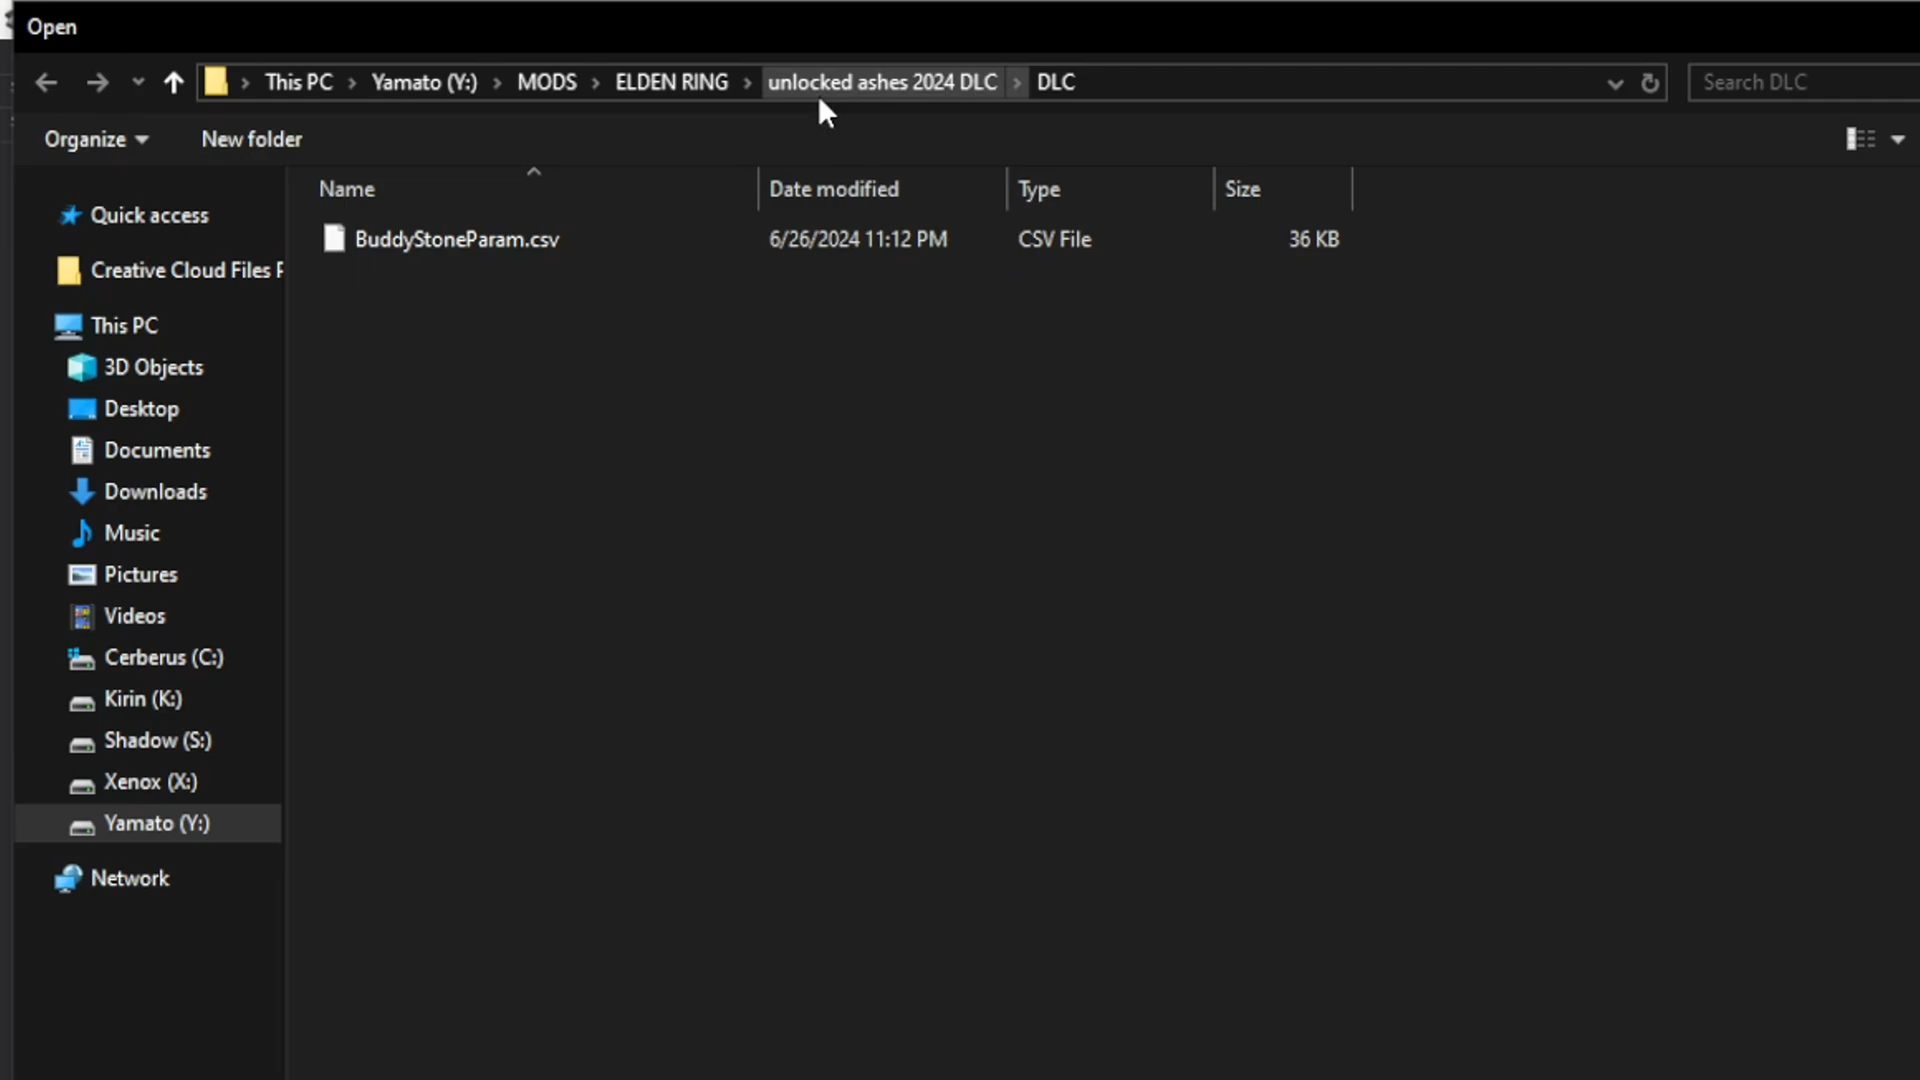 Open
This PC Yamato (Y:) MODS ELDEN RING unlocked ashes 2024 DLC DLC
Search DLC
Organize New folder
Name Date modified Type Size
BuddyStoneParam.csv 6/26/2024 11:12 PM CSV File 36 KB
Quick access
Creative Cloud Files
This PC
3D Objects
Desktop
Documents
Downloads
Music
Pictures
Videos
Cerberus (C:)
Kirin (K:)
Shadow (S:)
Xenox (X:)
Yamato (Y:)
Network